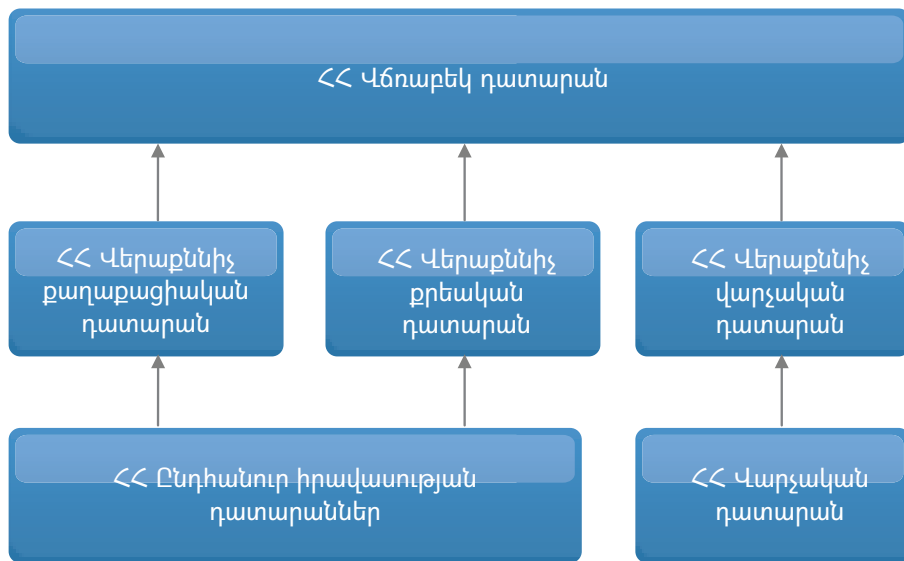 ՀՀ Վճռաբեկ դատարան
ՀՀ Վերաքննիչ
քաղաքացիական
դատարան
ՀՀ Վերաքննիչ
քրեական
դատարան
ՀՀ Վերաքննիչ
վարչական
դատարան
ՀՀ Ընդհանուր իրավասության
դատարաններ
ՀՀ Վարչական
դատարան